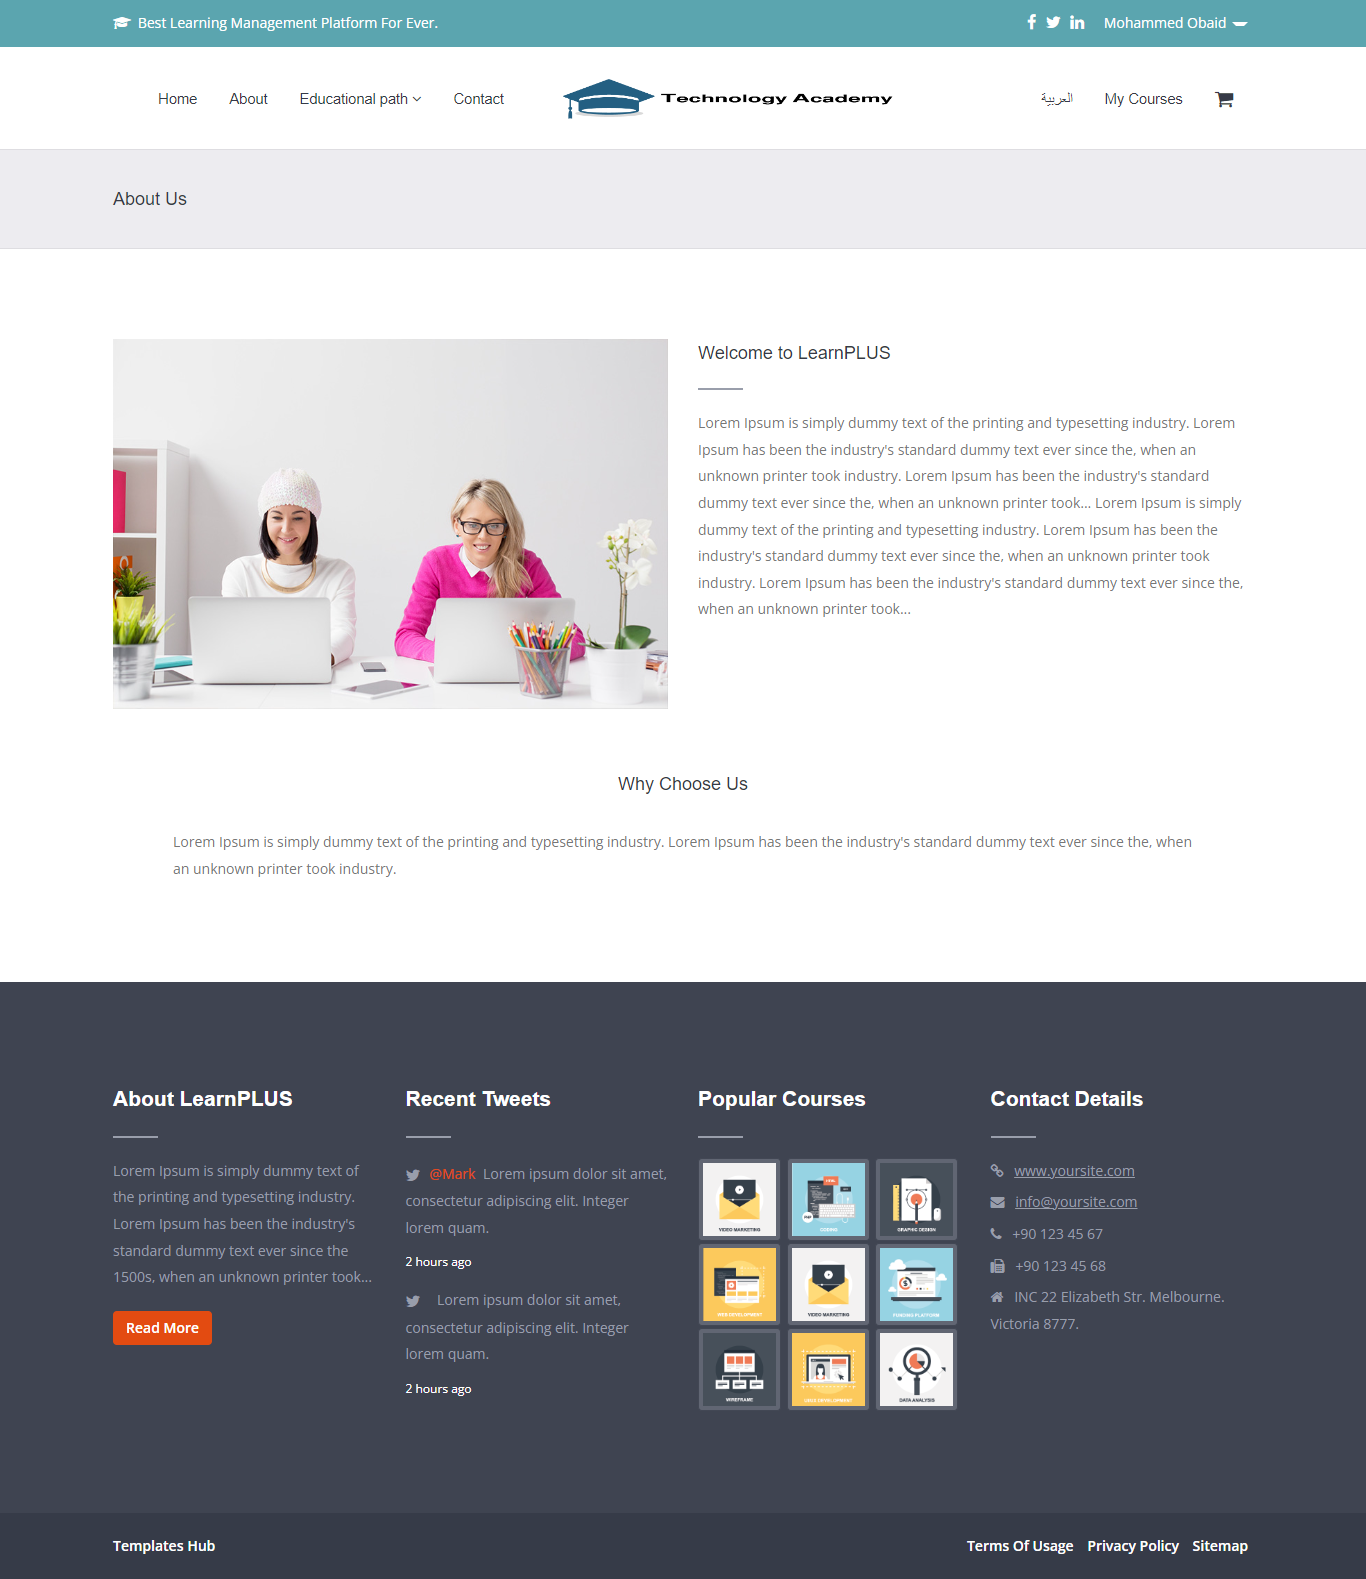 Best Learning Management Platform For Ever.
Mohammed Obaid
Home About Educational path Contact
Technology Academy
العربية My Courses
About Us
Welcome to LearnPLUS
Lorem Ipsum is simply dummy text of the printing and typesetting industry. Lorem
Ipsum has been the industry's standard dummy text ever since the, when an
unknown printer took industry. Lorem Ipsum has been the industry's standard
dummy text ever since the, when an unknown printer took... Lorem Ipsum is simply
dummy text of the printing and typesetting industry. Lorem Ipsum has been the
industry's standard dummy text ever since the, when an unknown printer took
industry. Lorem Ipsum has been the industry's standard dummy text ever since the,
when an unknown printer took...
Why Choose Us
Lorem Ipsum is simply dummy text of the printing and typesetting industry. Lorem Ipsum has been the industry's standard dummy text ever since the, when
an unknown printer took industry.
About LearnPLUS
Lorem Ipsum is simply dummy text of
the printing and typesetting industry.
Lorem Ipsum has been the industry's
standard dummy text ever since the
1500s, when an unknown printer took...
Read More
Recent Tweets
@Mark Lorem ipsum dolor sit amet,
consectetur adipiscing elit. Integer
lorem quam.
2 hours ago
Lorem ipsum dolor sit amet,
consectetur adipiscing elit. Integer
lorem quam.
2 hours ago
Popular Courses
VIDEO MARKETING
CODING
GRAPHIC DESIGN
WEB DEVELOPMENT
VIDEO MARKETING
FUNDING PLATFORM
WIREFRAME
WEB DEVELOPMENT
DATA ANALYSIS
Contact Details
www.yoursite.com
info@yoursite.com
+90 123 45 67
+90 123 45 68
INC 22 Elizabeth Str. Melbourne.
Victoria 8777.
Templates Hub
Terms Of Usage Privacy Policy Sitemap